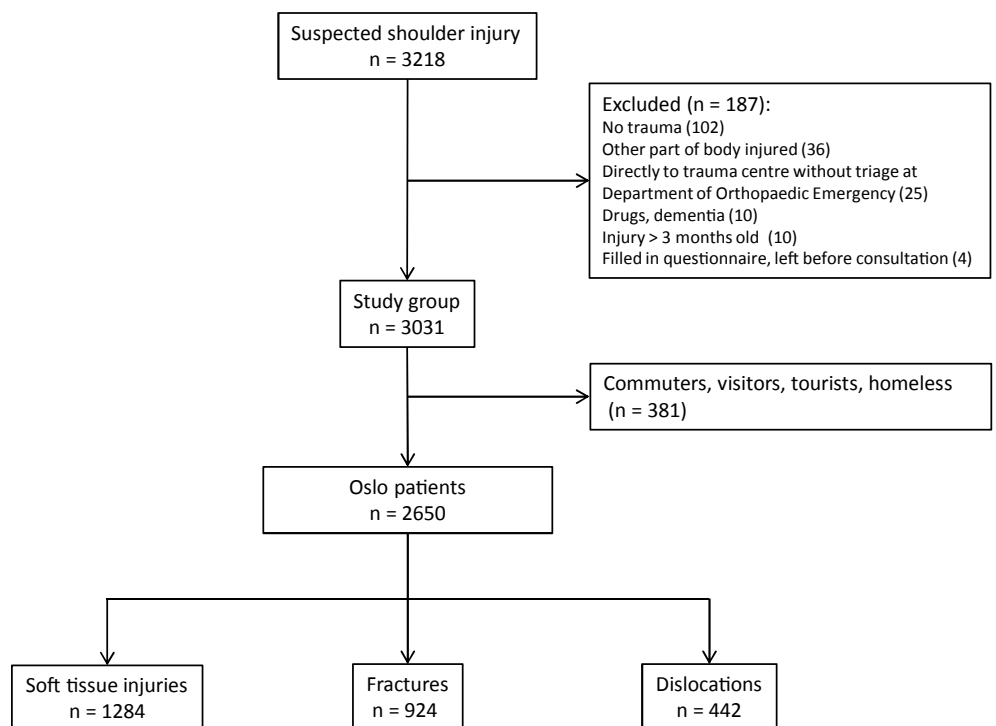 Suspected shoulder injury
n = 3218
Excluded (n = 187):
No trauma (102)
Other part of body injured (36)
Directly to trauma centre without triage at
Department of Orthopaedic Emergency (25)
Drugs, dementia (10)
Injury > 3 months old (10)
Filled in questionnaire, left before consultation (4)
Study group
n = 3031
Commuters, visitors, tourists, homeless
(n = 381)
Oslo patients
n = 2650
Soft tissue injuries
n = 1284
Fractures
n = 924
Dislocations
n = 442